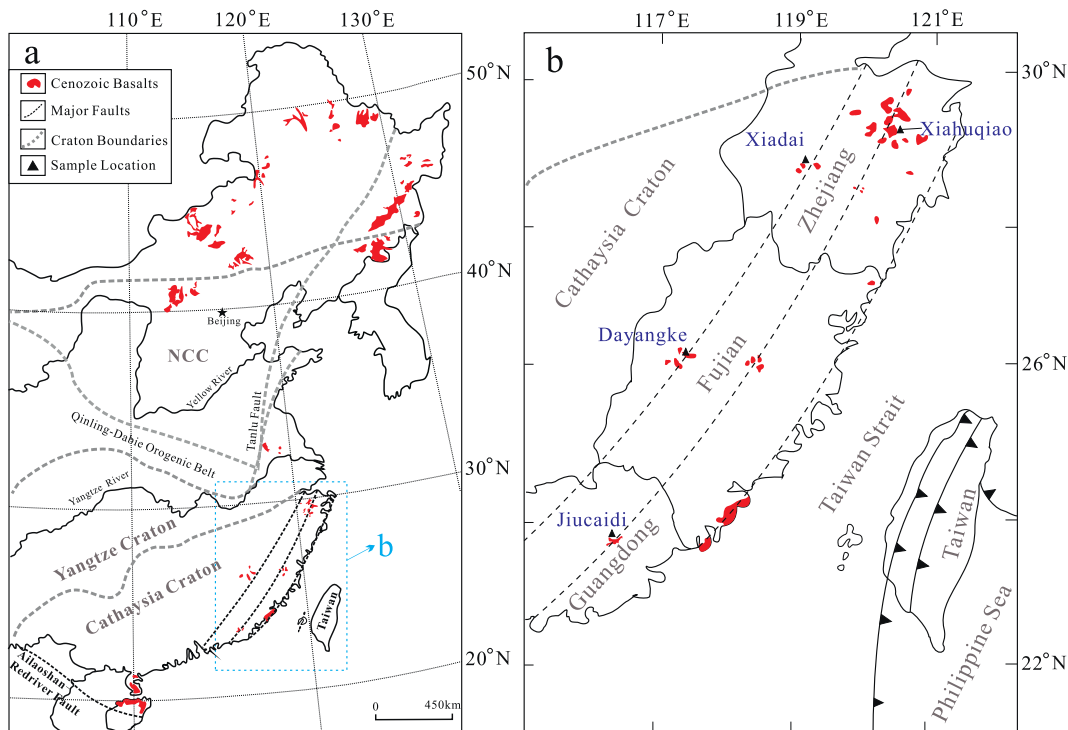 110°E
120°E
130°E
a
Cenozoic Basalts
Major Faults
Craton Boundaries
Sample Location
50°N
40°N
Beijing
NCC
Yellow River
Tanlu Fault
Qinling-Dabie Orogenic Belt
30°N
Yangtze River
Yangtze Craton
b
Cathaysia Craton
Taiwan
20°N
Ailaoshan
Redriver Fault
0
450km
117°E
119°E
121°E
b
30°N
Xiahuqiao
Xiadai
Zhejiang
Cathaysia Craton
Dayangke
Fujian
26°N
Taiwan Strait
Jiucaidi
Guangdong
Taiwan
Philippine Sea
22°N